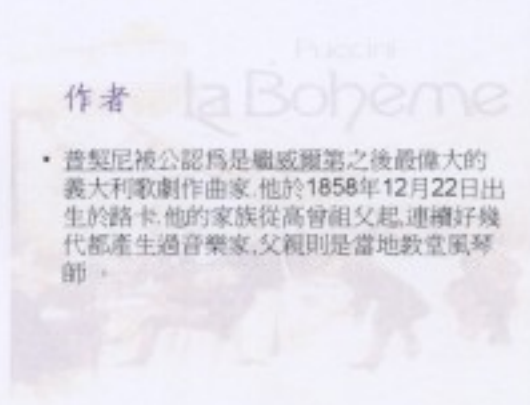 Puccini
la Bohème
作者
• 普契尼被公認爲是繼威爾第之後最偉大的
義大利歌劇作曲家.他於1858年12月22日出
生於路卡.他的家族從高曾祖父起,連續好幾
代都產生過音樂家,父親則是當地教堂風琴
師。